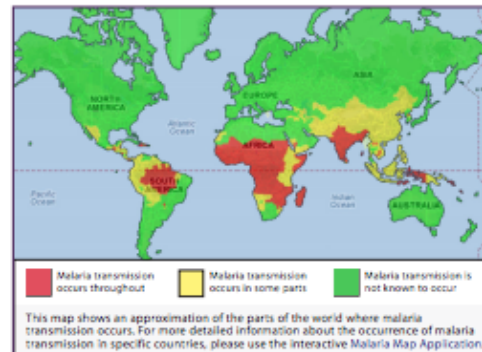 NORTH
AMERICA
EUROPE
ASIA
Atlantic
Ocean
AFRICA
SOUTH
AMERICA
Pacific
Ocean
Indian
Ocean
AUSTRALIA
Malaria transmission
occurs throughout
Malaria transmission
occurs in some parts
Malaria transmission is
not known to occur
This map shows an approximation of the parts of the world where malaria
transmission occurs. For more detailed information about the occurrence of malaria
transmission in specific countries, please use the interactive Malaria Map Application